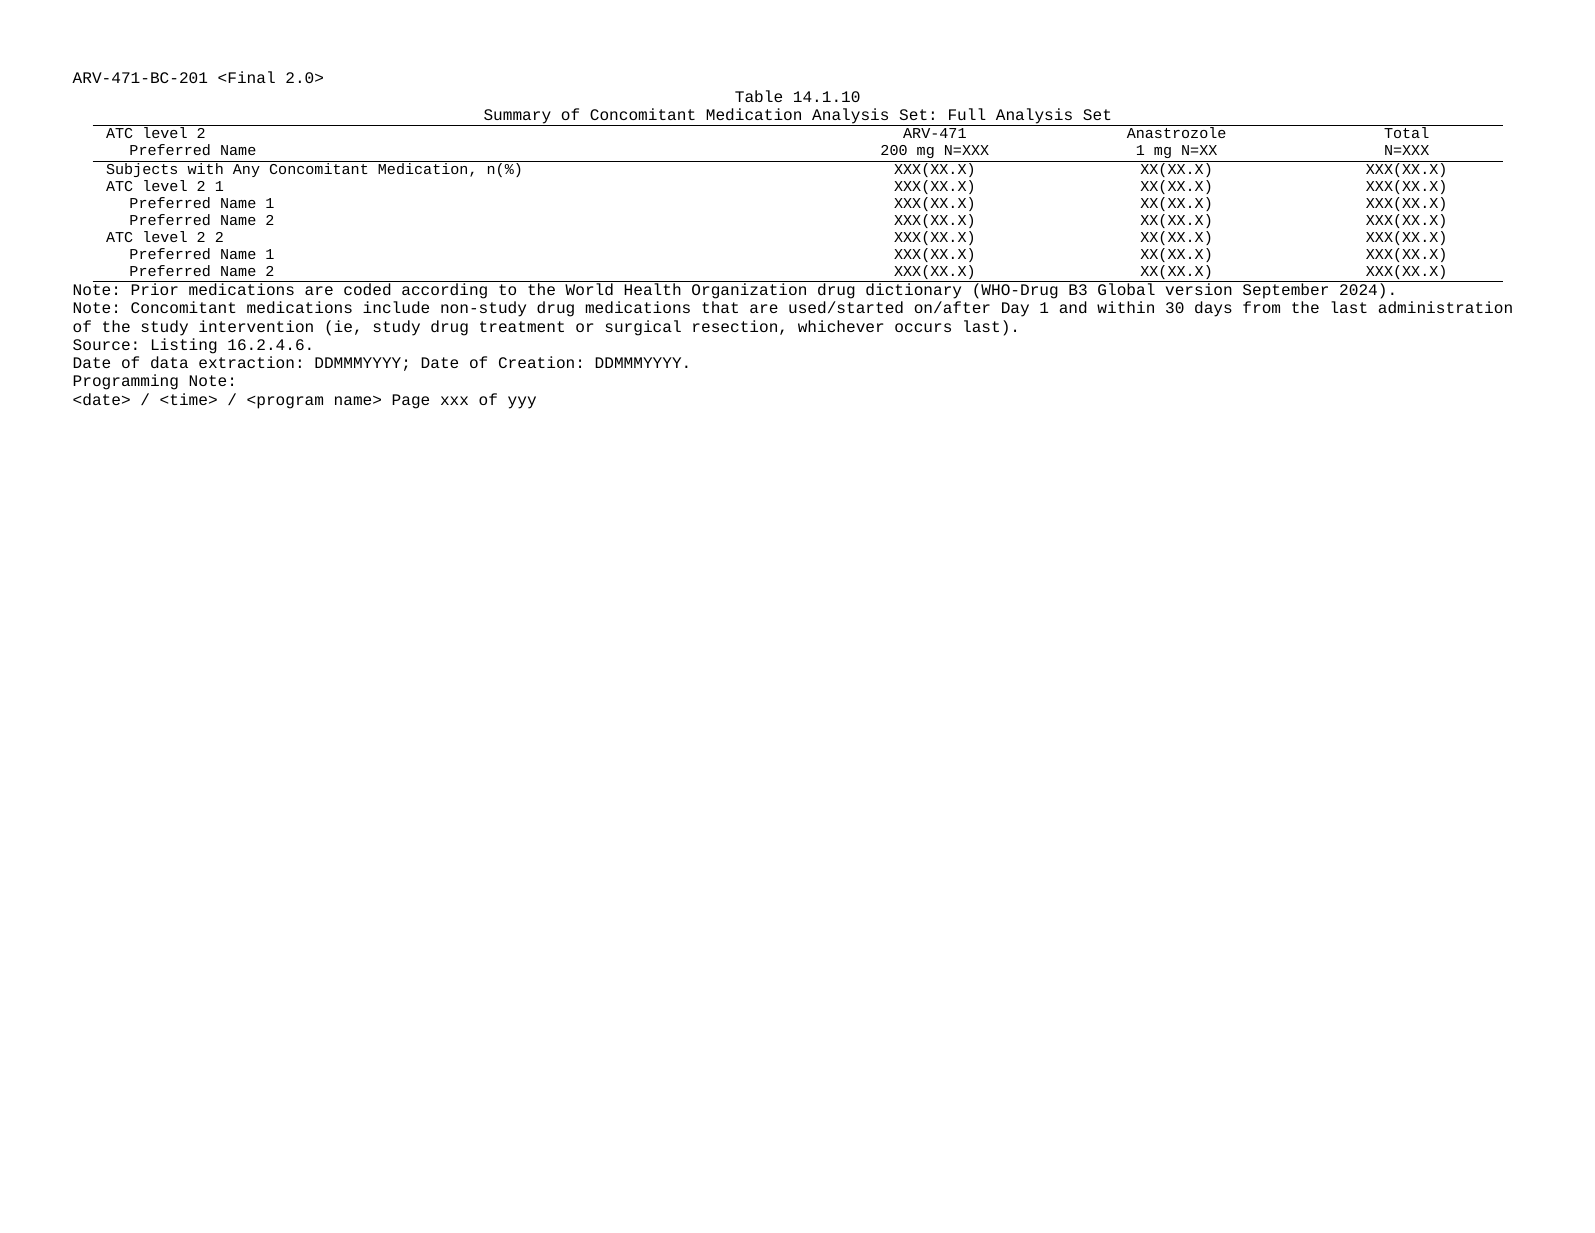 ARV-471-BC-201 <Final 2.0>
Table 14.1.10
Summary of Concomitant Medication Analysis Set: Full Analysis Set
ATC level 2 ARV-471 Anastrozole Total
Preferred Name 200 mg N=XXX 1 mg N=XX N=XXX
Subjects with Any Concomitant Medication, n(%) XXX(XX.X) XX(XX.X) XXX(XX.X)
ATC level 2 1 XXX(XX.X) XX(XX.X) XXX(XX.X)
Preferred Name 1 XXX(XX.X) XX(XX.X) XXX(XX.X)
Preferred Name 2 XXX(XX.X) XX(XX.X) XXX(XX.X)
ATC level 2 2 XXX(XX.X) XX(XX.X) XXX(XX.X)
Preferred Name 1 XXX(XX.X) XX(XX.X) XXX(XX.X)
Preferred Name 2 XXX(XX.X) XX(XX.X) XXX(XX.X)
Note: Prior medications are coded according to the World Health Organization drug dictionary (WHO-Drug B3 Global version September 2024).
Note: Concomitant medications include non-study drug medications that are used/started on/after Day 1 and within 30 days from the last administration
of the study intervention (ie, study drug treatment or surgical resection, whichever occurs last).
Source: Listing 16.2.4.6.
Date of data extraction: DDMMMYYYY; Date of Creation: DDMMMYYYY.
Programming Note:
<date> / <time> / <program name> Page xxx of yyy